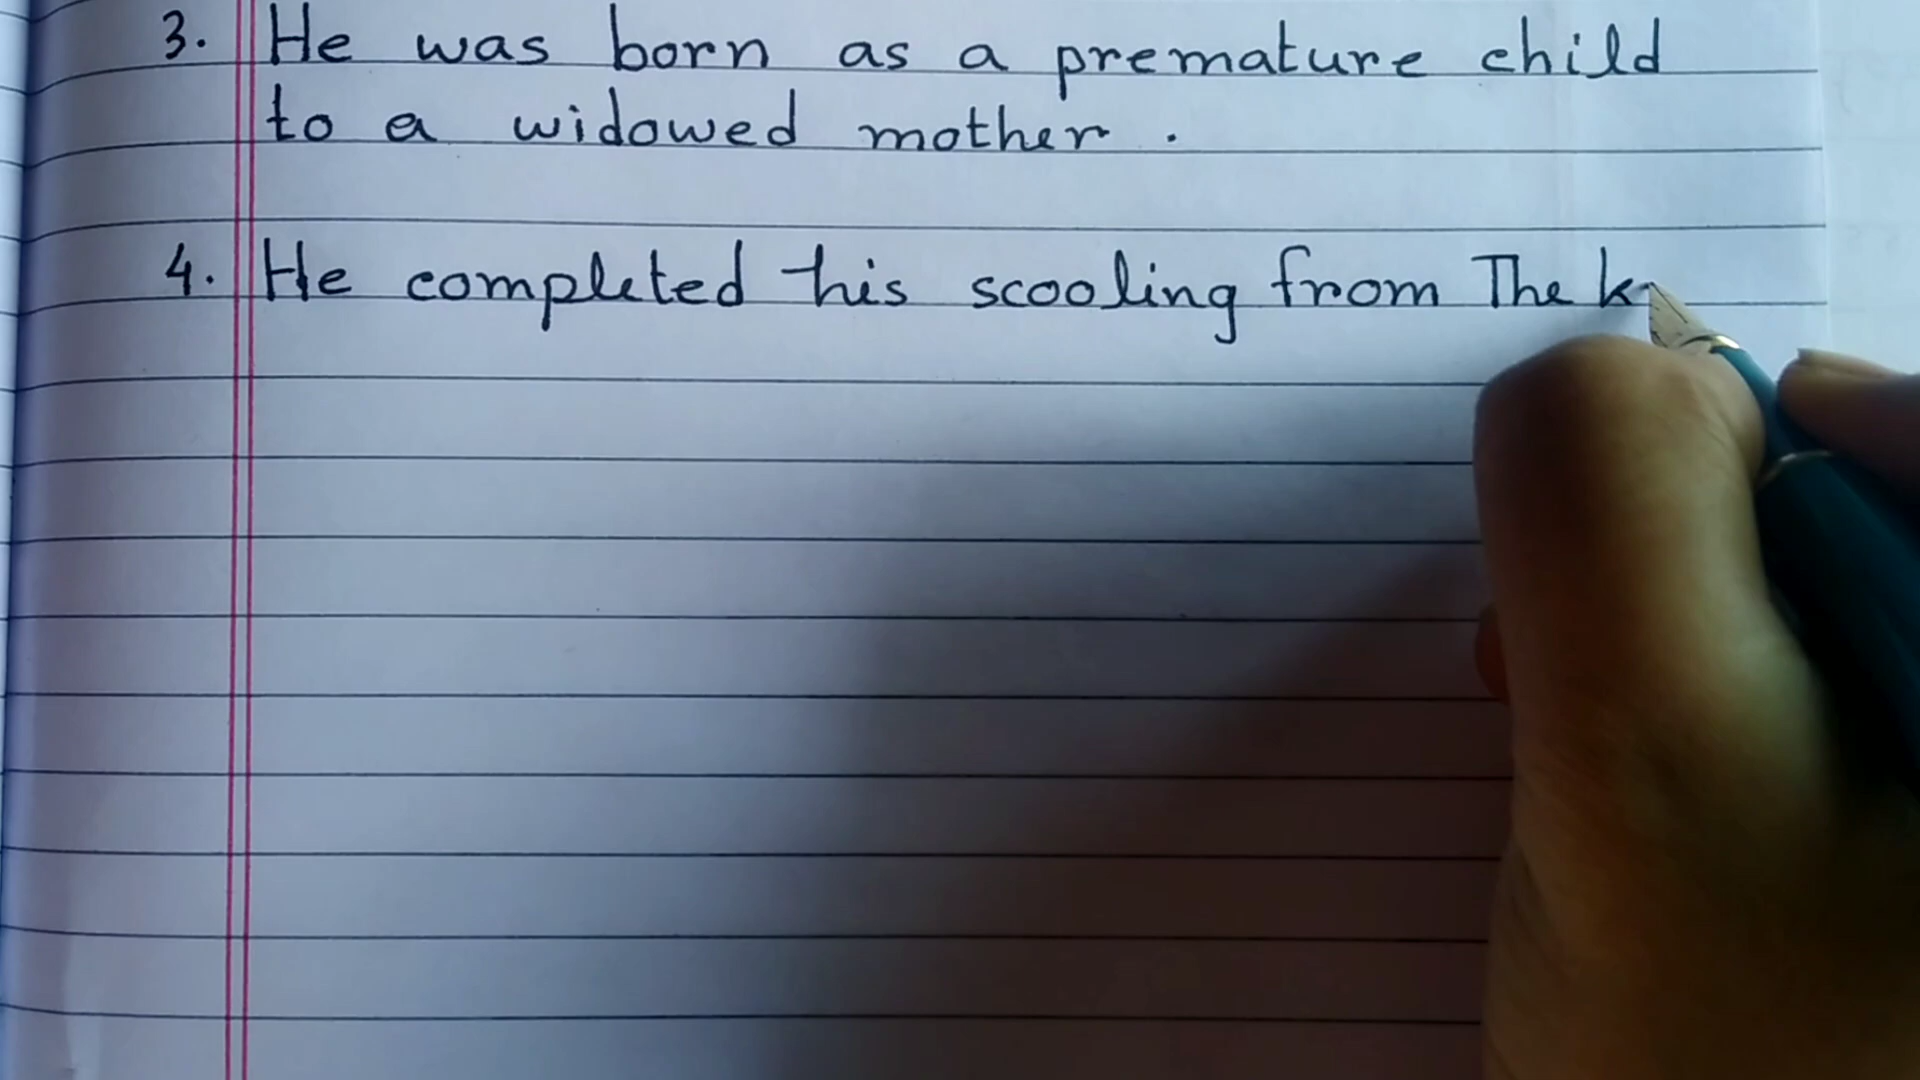 3. He was born as a premature child
to a widowed mother .
4. He completed his scooling from The